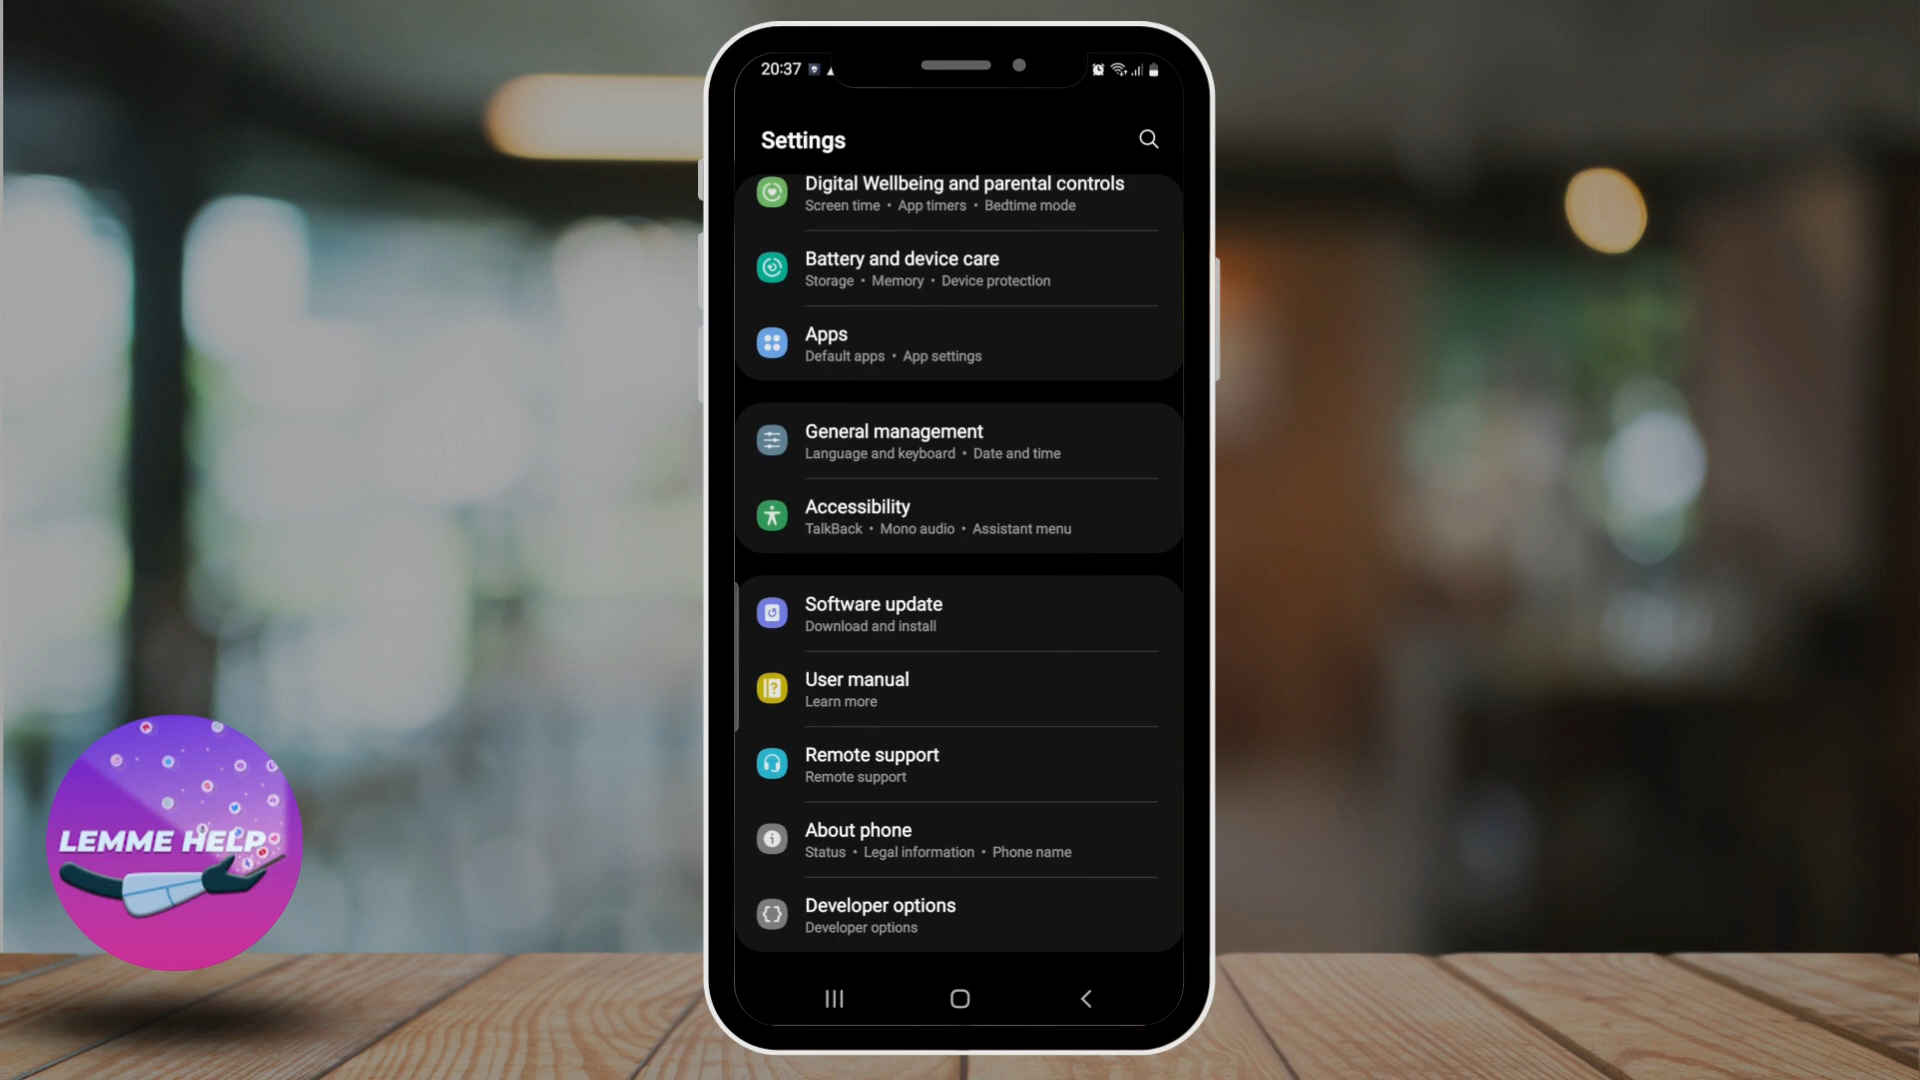 20:37
Settings
Digital Wellbeing and parental controls
Screen time • App timers • Bedtime mode
Battery and device care
Storage • Memory • Device protection
Apps
Default apps • App settings
General management
Language and keyboard • Date and time
Accessibility
TalkBack • Mono audio • Assistant menu
Software update
Download and install
User manual
Learn more
Remote support
Remote support
About phone
Status • Legal information • Phone name
Developer options
Developer options
LEMME HELP